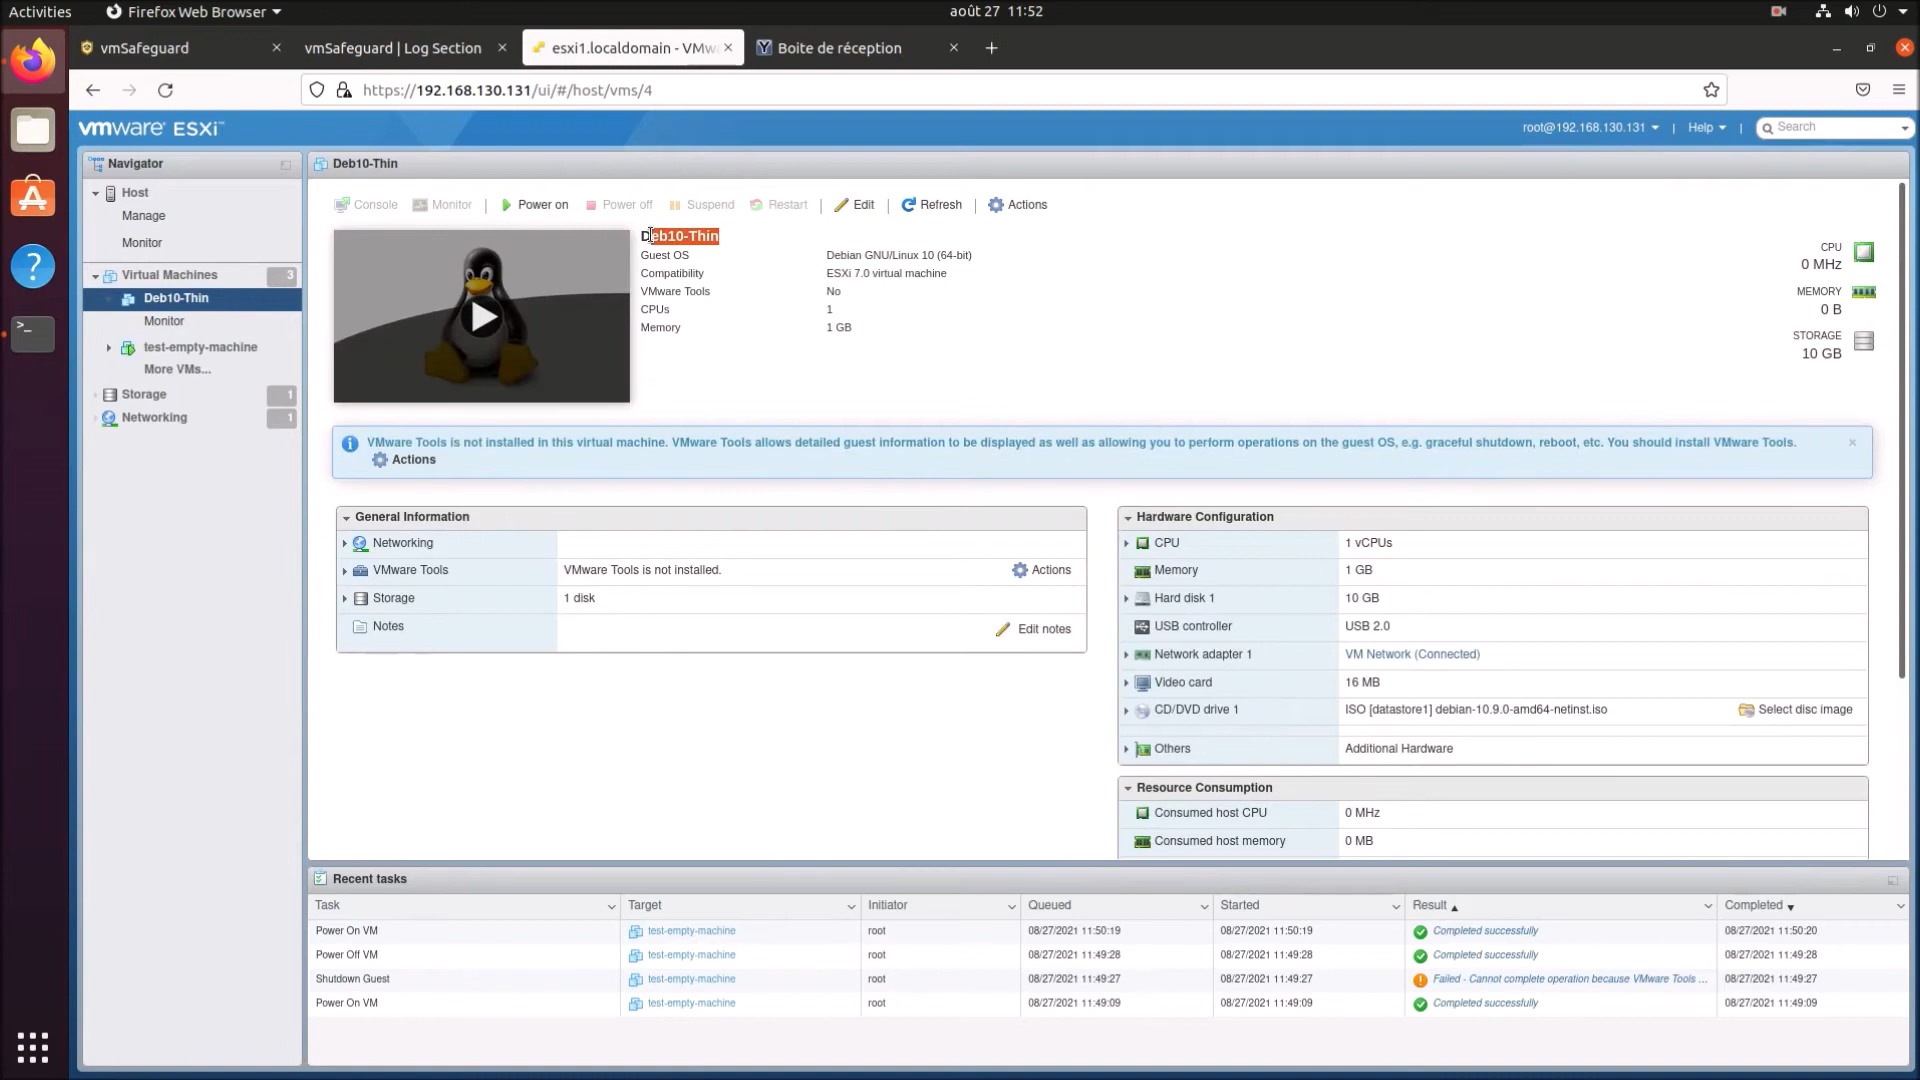 Activities
Firefox Web Browser
août 27 11:52
vmSafeguard
vmSafeguard | Log Section
esxi1.localdomain - VMw
Boite de réception
https://192.168.130.131/ui/#/host/vms/4
vmware ESXi™
root@192.168.130.131
|
Help
|
Search
Navigator
Host
Manage
Monitor
Virtual Machines
3
Deb10-Thin
Monitor
test-empty-machine
More VMs...
Storage
1
Networking
1
Deb10-Thin
Console
Monitor
Power on
Power off
Suspend
Restart
Edit
Refresh
Actions
Deb10-Thin
Guest OS Debian GNU/Linux 10 (64-bit)
Compatibility ESXi 7.0 virtual machine
VMware Tools No
CPUs 1
Memory 1 GB
CPU
0 MHz
MEMORY
0 B
STORAGE
10 GB
VMware Tools is not installed in this virtual machine. VMware Tools allows detailed guest information to be displayed as well as allowing you to perform operations on the guest OS, e.g. graceful shutdown, reboot, etc. You should install VMware Tools.
Actions
General Information
Networking
VMware Tools VMware Tools is not installed. Actions
Storage 1 disk
Notes Edit notes
Hardware Configuration
CPU 1 vCPUs
Memory 1 GB
Hard disk 1 10 GB
USB controller USB 2.0
Network adapter 1 VM Network (Connected)
Video card 16 MB
CD/DVD drive 1 ISO [datastore1] debian-10.9.0-amd64-netinst.iso Select disc image
Others Additional Hardware
Resource Consumption
Consumed host CPU 0 MHz
Consumed host memory 0 MB
Recent tasks
Task Target Initiator Queued Started Result Completed
Power On VM test-empty-machine root 08/27/2021 11:50:19 08/27/2021 11:50:19 Completed successfully 08/27/2021 11:50:20
Power Off VM test-empty-machine root 08/27/2021 11:49:28 08/27/2021 11:49:28 Completed successfully 08/27/2021 11:49:28
Shutdown Guest test-empty-machine root 08/27/2021 11:49:27 08/27/2021 11:49:27 Failed - Cannot complete operation because VMware Tools ... 08/27/2021 11:49:27
Power On VM test-empty-machine root 08/27/2021 11:49:09 08/27/2021 11:49:09 Completed successfully 08/27/2021 11:49:09